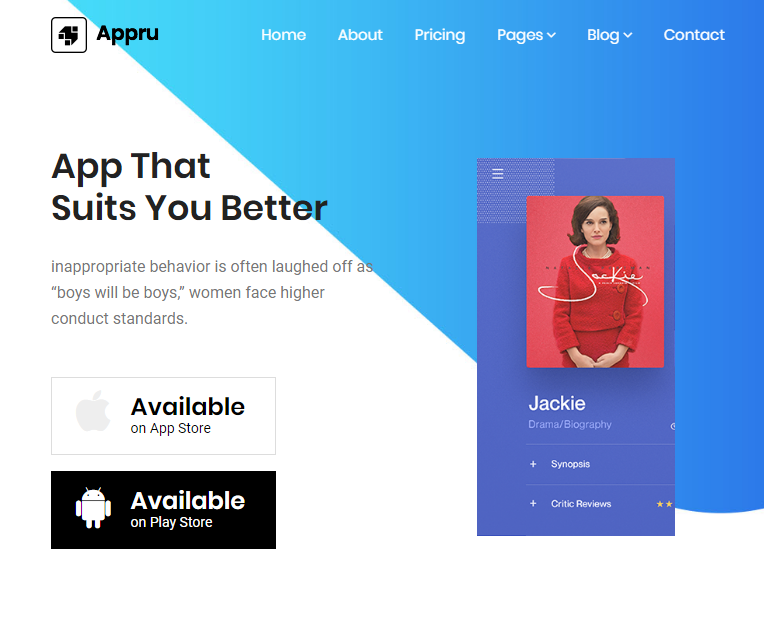 Appru
Home About Pricing Pages Blog Contact
App That
Suits You Better
inappropriate behavior is often laughed off as
“boys will be boys,” women face higher
conduct standards.
Available
on App Store
Available
on Play Store
Jackie
Jackie
Drama/Biography
+ Synopsis
+ Critic Reviews